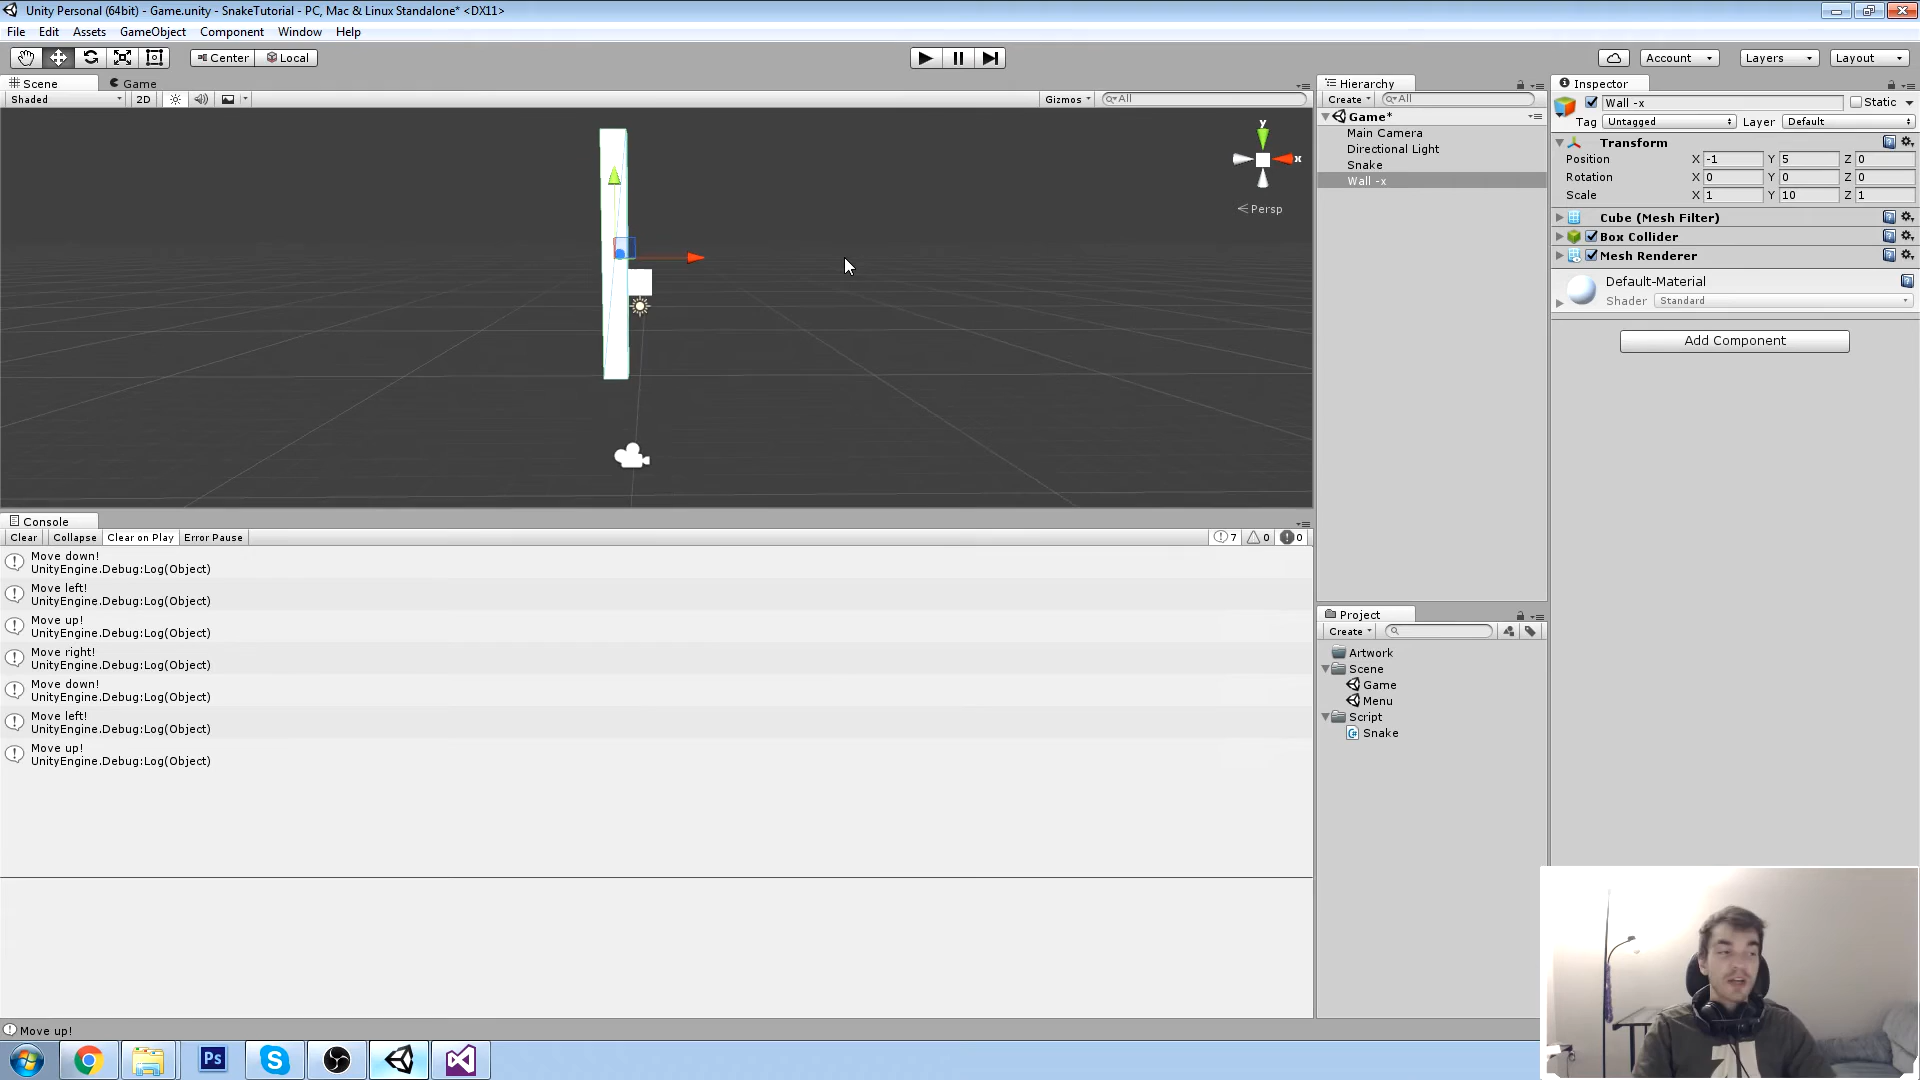 Unity Personal (64bit) - Game.unity - SnakeTutorial - PC, Mac & Linux Standalone* <DX11>
File Edit Assets GameObject Component Window Help
Center Local Account Layers Layout
Scene Game
Shaded 2D Gizmos All
y
x
Persp
Hierarchy
Create All
Game*
Main Camera
Directional Light
Snake
Wall -x
Inspector
Wall -x Static
Tag Untagged Layer Default
Transform
Position X -1 Y 5 Z 0
Rotation X 0 Y 0 Z 0
Scale X 1 Y 10 Z 1
Cube (Mesh Filter)
Box Collider
Mesh Renderer
Default-Material
Shader Standard
Add Component
Console
Clear Collapse Clear on Play Error Pause 7 0 0
Move down!
UnityEngine.Debug:Log(Object)
Move left!
UnityEngine.Debug:Log(Object)
Move up!
UnityEngine.Debug:Log(Object)
Move right!
UnityEngine.Debug:Log(Object)
Move down!
UnityEngine.Debug:Log(Object)
Move left!
UnityEngine.Debug:Log(Object)
Move up!
UnityEngine.Debug:Log(Object)
Project
Create
Artwork
Scene
Game
Menu
Script
Snake
Move up!
Ps